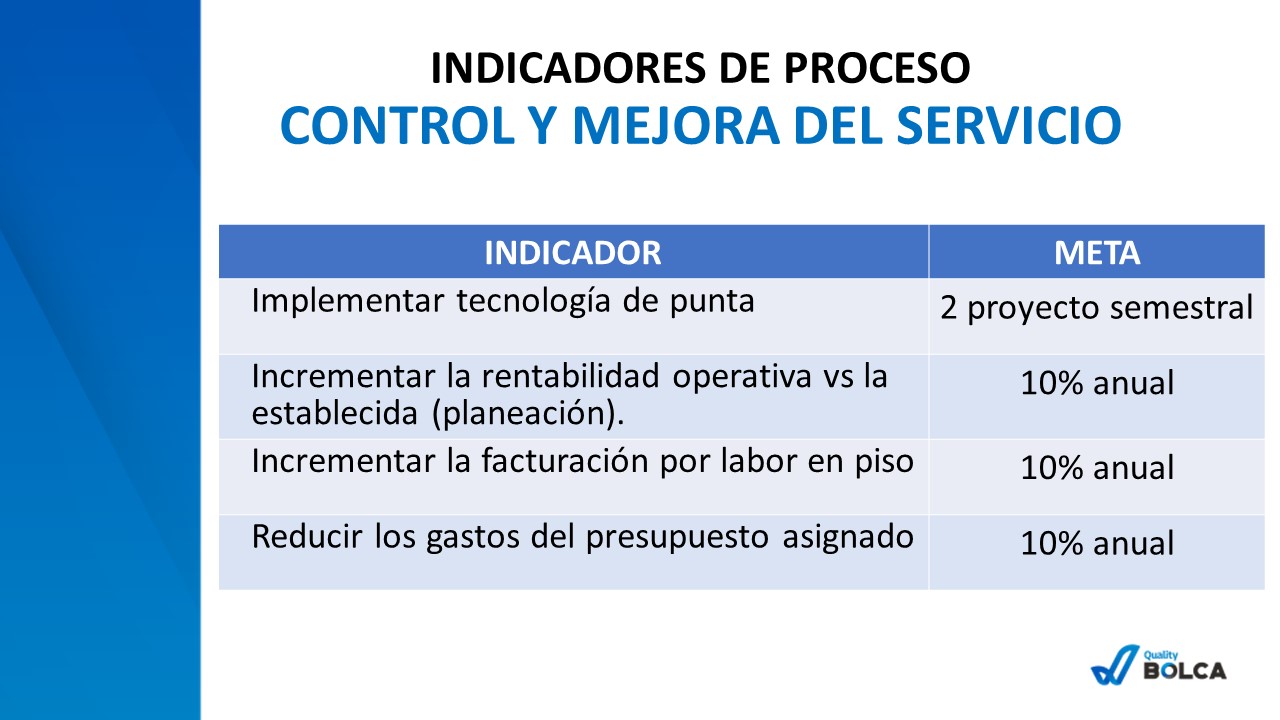 INDICADORES DE PROCESO
CONTROL Y MEJORA DEL SERVICIO
INDICADOR META
Implementar tecnología de punta 2 proyecto semestral
Incrementar la rentabilidad operativa vs la
establecida (planeación). 10% anual
Incrementar la facturación por labor en piso 10% anual
Reducir los gastos del presupuesto asignado 10% anual
Quality
BOLCA